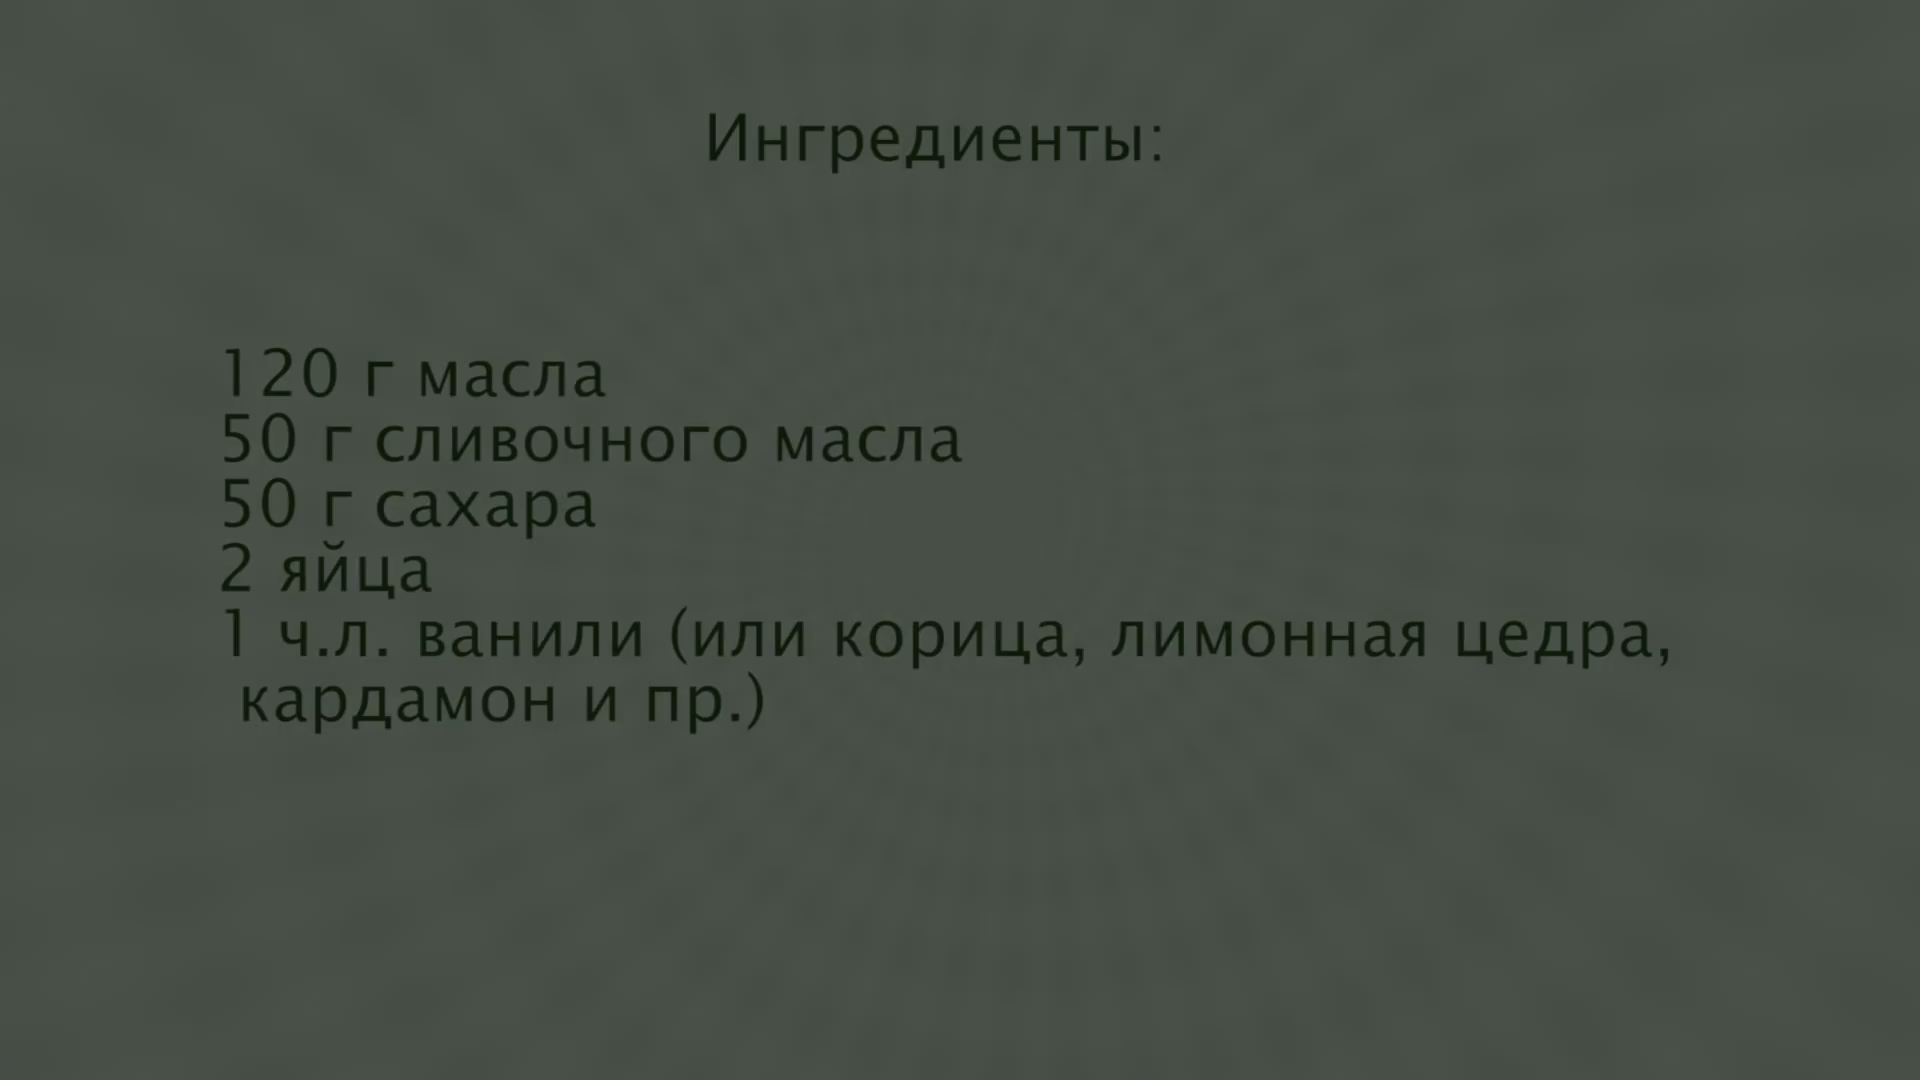 Ингредиенты:
120 г масла
50 г сливочного масла
50 г сахара
2 яйца
1 ч.л. ванили (или корица, лимонная цедра,
кардамон и пр.)